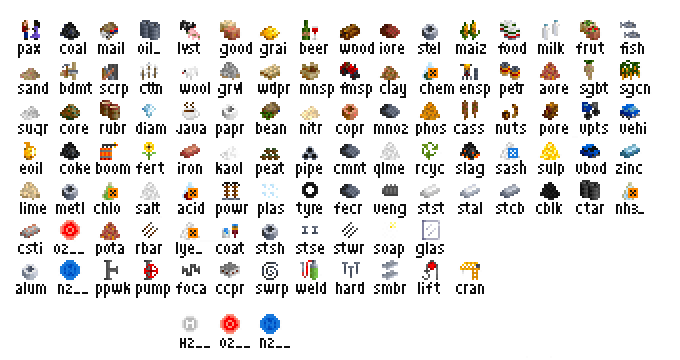 pax coal mail oil_ lvst good grai beer wood iore stel maiz food milk frut fish
sand bdmt scrp cttn wool grvl wdpr mnsp fmsp clay chem ensp petr aore sgbt sgcn
sugr core rubr diam java papr bean nitr copr mno2 phos cass nuts pore vpts vehi
eoil coke boom fert iron kaol peat pipe cmnt qlme rcyc slag sash sulp vbod zinc
lime metl chlo salt acid powr plas tyre fecr veng stst stal stcb cblk ctar nh3_
csti o2__ pota rbar lye_ coat stsh stse stwr soap glas
alum n2__ ppwk pump foca ccpr swrp weld hard smbr lift cran
H2__ O2__ N2__